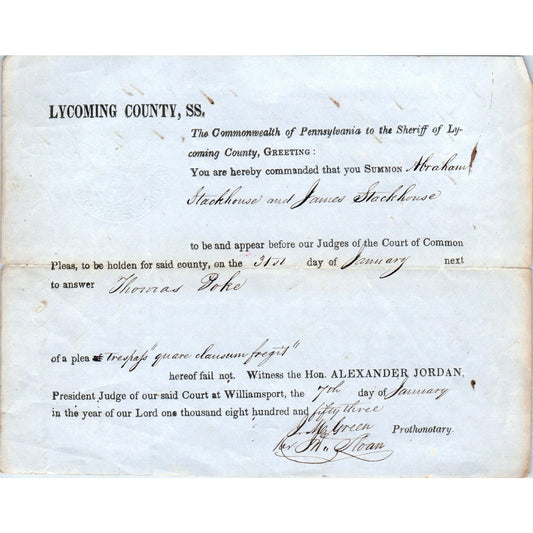 LYCOMING COUNTY, SS.
The Commonwealth of Pennsylvania to the Sheriff of Ly-
coming County, GREETING:
You are hereby commanded that you SUMMON Abraham
Stackhouse and James Stackhouse
to be and appear before our Judges of the Court of Common
Pleas, to be holden for said county, on the 31st day of January next
to answer Thomas Poke
of a plea trespass "quare clausum fregit"
hereof fail not. Witness the Hon. ALEXANDER JORDAN,
President Judge of our said Court at Williamsport, the 7th day of January
in the year of our Lord one thousand eight hundred and fifty three
J. M. Green Prothonotary.
per Jno. Sloan